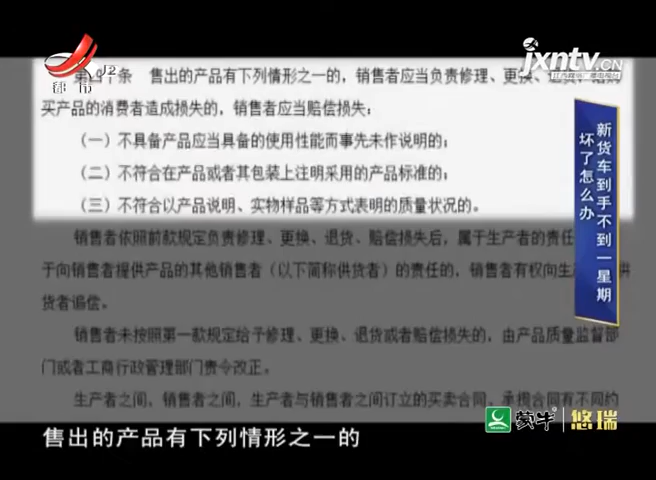 J2
都市
jxntv.CN
售出的产品有下列情形之一的，销售者应当负责修理、更换、
买产品的消费者造成损失的，销售者应当赔偿损失：
（一）不具备产品应当具备的使用性能而事先未作说明的；
（二）不符合在产品或者其包装上注明采用的产品标准的；
（三）不符合以产品说明、实物样品等方式表明的质量状况的。
销售者依照前款规定负责修理、更换、退货、赔偿损失后，属于生产者的责任
于向销售者提供产品的其他销售者（以下简称供货者）的责任的，销售者有权向生产 供
货者追偿。
销售者未按照第一款规定给予修理、更换、退货或者赔偿损失的，由产品质量监督部
门或者工商行政管理部门责令改正。
生产者之间，销售者之间，生产者与销售者之间订立的买卖合同、承揽合同有不同约
新货车到手不到一星期
坏了怎么办
售出的产品有下列情形之一的
蒙牛
悠瑞